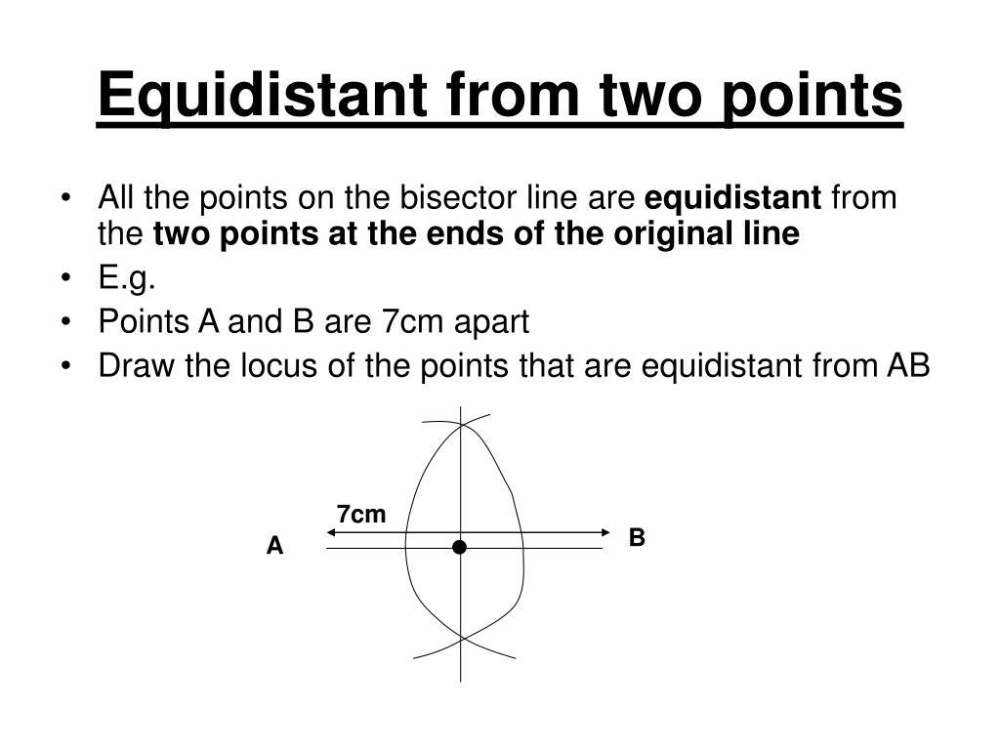 Equidistant from two points
• All the points on the bisector line are equidistant from
the two points at the ends of the original line
• E.g.
• Points A and B are 7cm apart
• Draw the locus of the points that are equidistant from AB
7cm
A
B